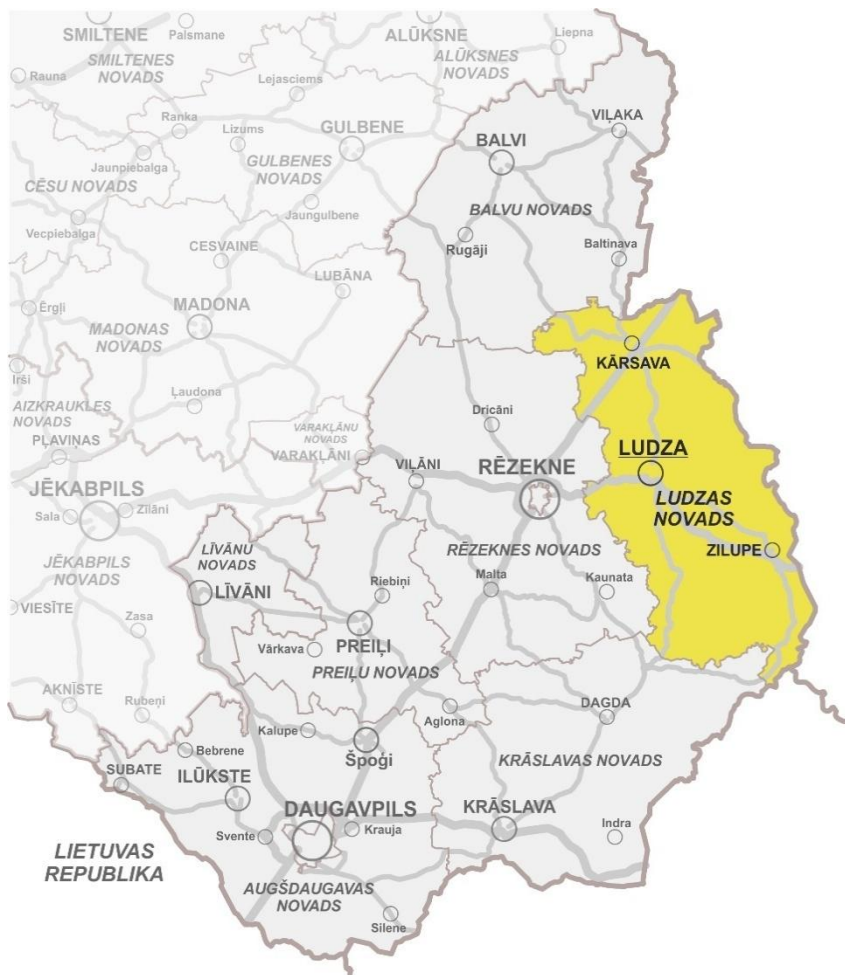 SMILTENE
Palsmane
ALŪKSNE
Liepna
SMILTENES
NOVADS
ALŪKSNES
NOVADS
Rauna
Lejasciems
Ranka
Lizums
GULBENE
VIĻAKA
BALVI
Jaunpiebalga
GULBENES
NOVADS
CĒSU NOVADS
Jaungulbene
BALVU NOVADS
Vecpiebalga
Rugāji
CESVAINE
Baltinava
LUBĀNA
Ērgļi
MADONA
MADONAS
NOVADS
KĀRSAVA
Irši
Ļaudona
Dricāni
AIZKRAUKLES
NOVADS
VARAKĻĀNU
NOVADS
PĻAVIŅAS
VARAKĻĀNI
VIĻĀNI
RĒZEKNE
LUDZA
JĒKABPILS
LUDZAS
NOVADS
Sala
Zīlāni
LĪVĀNU
NOVADS
RĒZEKNES NOVADS
ZILUPE
JĒKABPILS
NOVADS
LĪVĀNI
Riebiņi
Malta
Kaunata
VIESĪTE
Zasa
PREIĻI
Vārkava
PREIĻU NOVADS
AKNĪSTE
Rubeņi
Aglona
DAGDA
Kalupe
Bebrene
Špoģi
KRĀSLAVAS NOVADS
SUBATE
ILŪKSTE
DAUGAVPILS
KRĀSLAVA
Svente
Krauja
Indra
LIETUVAS
REPUBLIKA
AUGŠDAUGAVAS
NOVADS
Silene